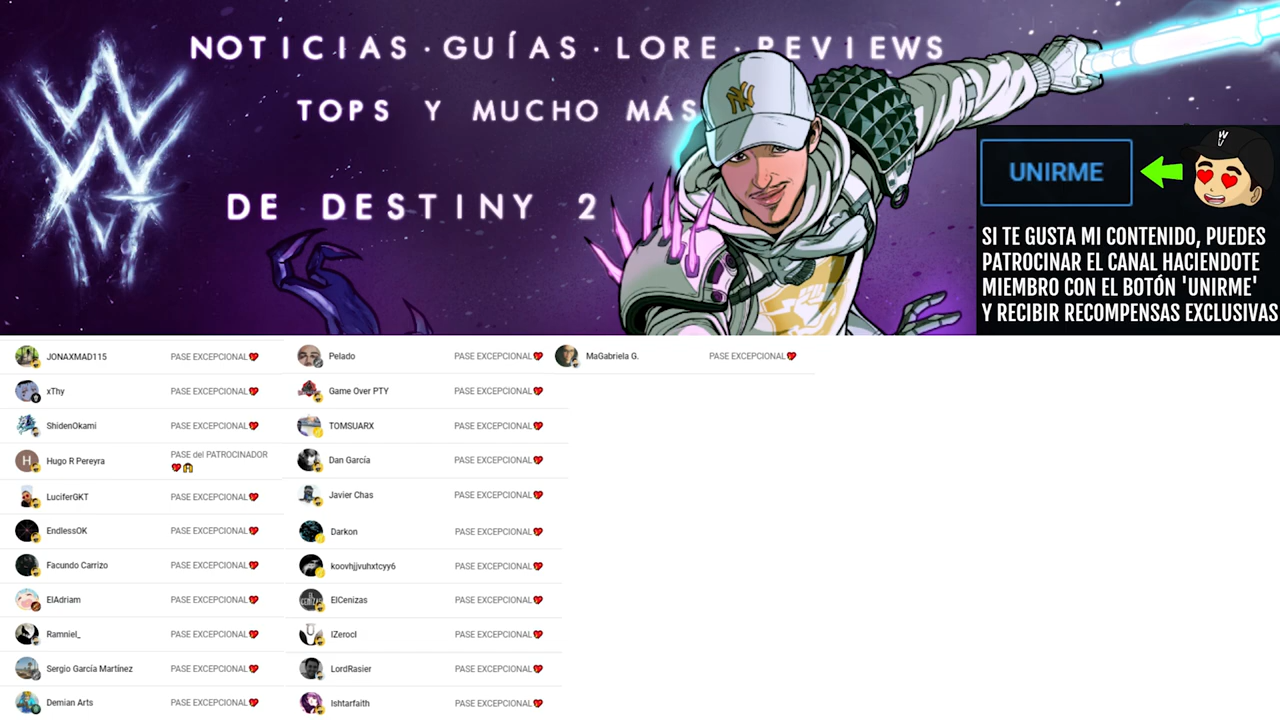 NOTICIAS · GUÍAS · LORE · REVIEWS
TOPS Y MUCHO MÁS
DE DESTINY 2
UNIRME
SI TE GUSTA MI CONTENIDO, PUEDES
PATROCINAR EL CANAL HACIENDOTE
MIEMBRO CON EL BOTÓN 'UNIRME'
Y RECIBIR RECOMPENSAS EXCLUSIVAS
JONAXMAD115 PASE EXCEPCIONAL
xThy PASE EXCEPCIONAL
ShidenOkami PASE EXCEPCIONAL
H Hugo R Pereyra PASE del PATROCINADOR
LuciferGKT PASE EXCEPCIONAL
EndlessOK PASE EXCEPCIONAL
Facundo Carrizo PASE EXCEPCIONAL
ElAdriam PASE EXCEPCIONAL
Ramniel_ PASE EXCEPCIONAL
Sergio García Martínez PASE EXCEPCIONAL
Demian Arts PASE EXCEPCIONAL
Pelado PASE EXCEPCIONAL
Game Over PTY PASE EXCEPCIONAL
TOMSUARX PASE EXCEPCIONAL
Dan García PASE EXCEPCIONAL
Javier Chas PASE EXCEPCIONAL
Darkon PASE EXCEPCIONAL
koovhjjvuhxtcyy6 PASE EXCEPCIONAL
ElCenizas PASE EXCEPCIONAL
IZerocI PASE EXCEPCIONAL
LordRasier PASE EXCEPCIONAL
Ishtarfaith PASE EXCEPCIONAL
MaGabriela G. PASE EXCEPCIONAL